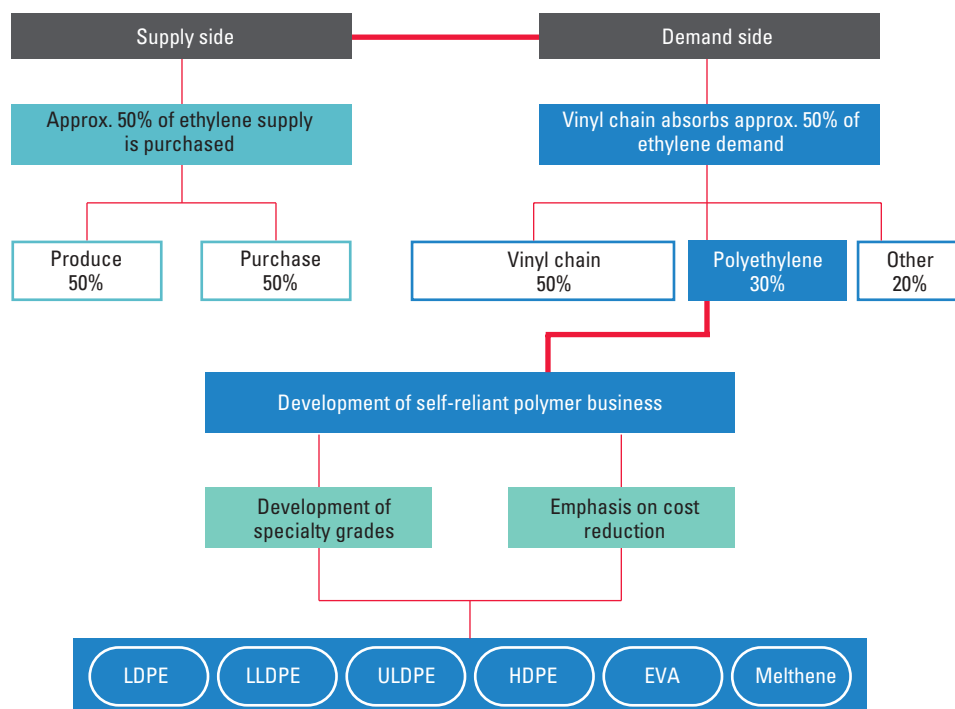 Supply side
Demand side
Approx. 50% of ethylene supply
is purchased
Vinyl chain absorbs approx. 50% of
ethylene demand
Produce
50%
Purchase
50%
Vinyl chain
50%
Polyethylene
30%
Other
20%
Development of self-reliant polymer business
Development of
specialty grades
Emphasis on cost
reduction
LDPE
LLDPE
ULDPE
HDPE
EVA
Melthene